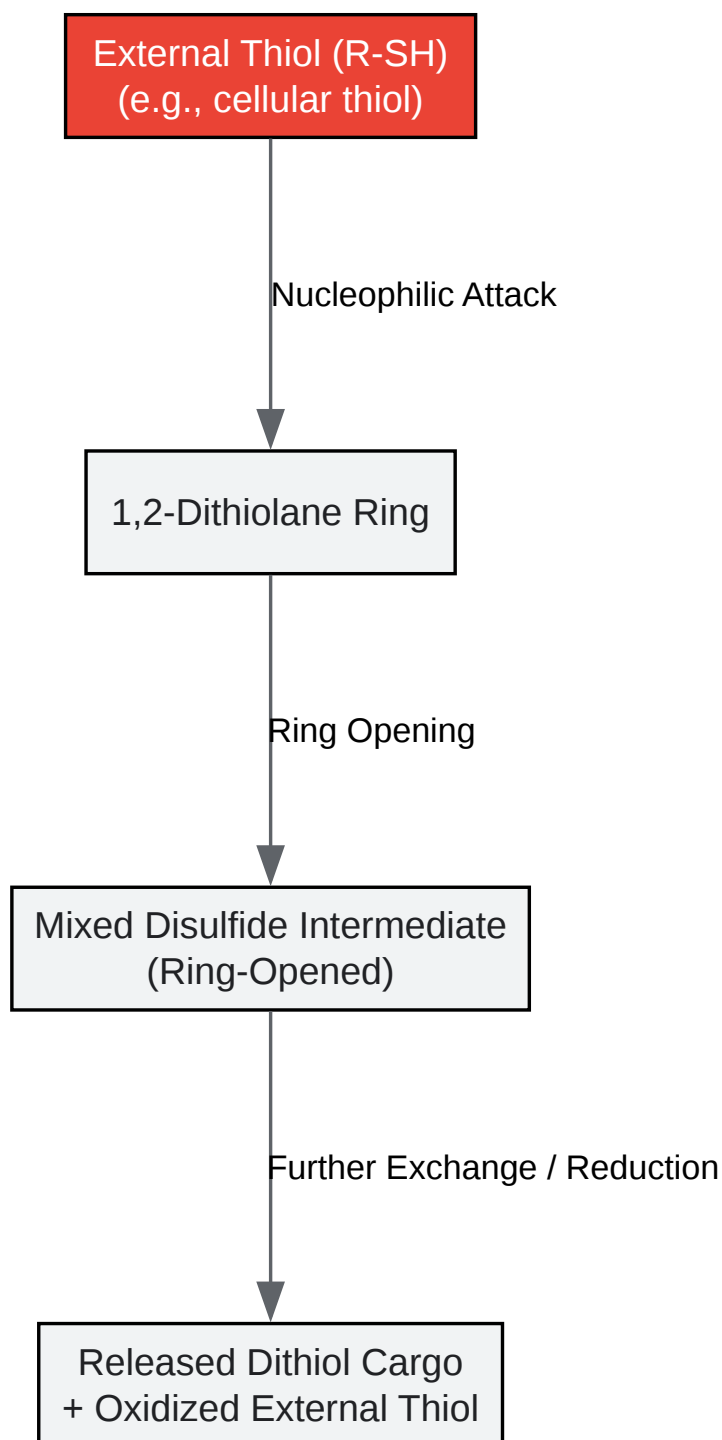 External Thiol (R-SH)
(e.g., cellular thiol)
Nucleophilic Attack
1,2-Dithiolane Ring
Ring Opening
Mixed Disulfide Intermediate
(Ring-Opened)
Further Exchange / Reduction
Released Dithiol Cargo
+ Oxidized External Thiol